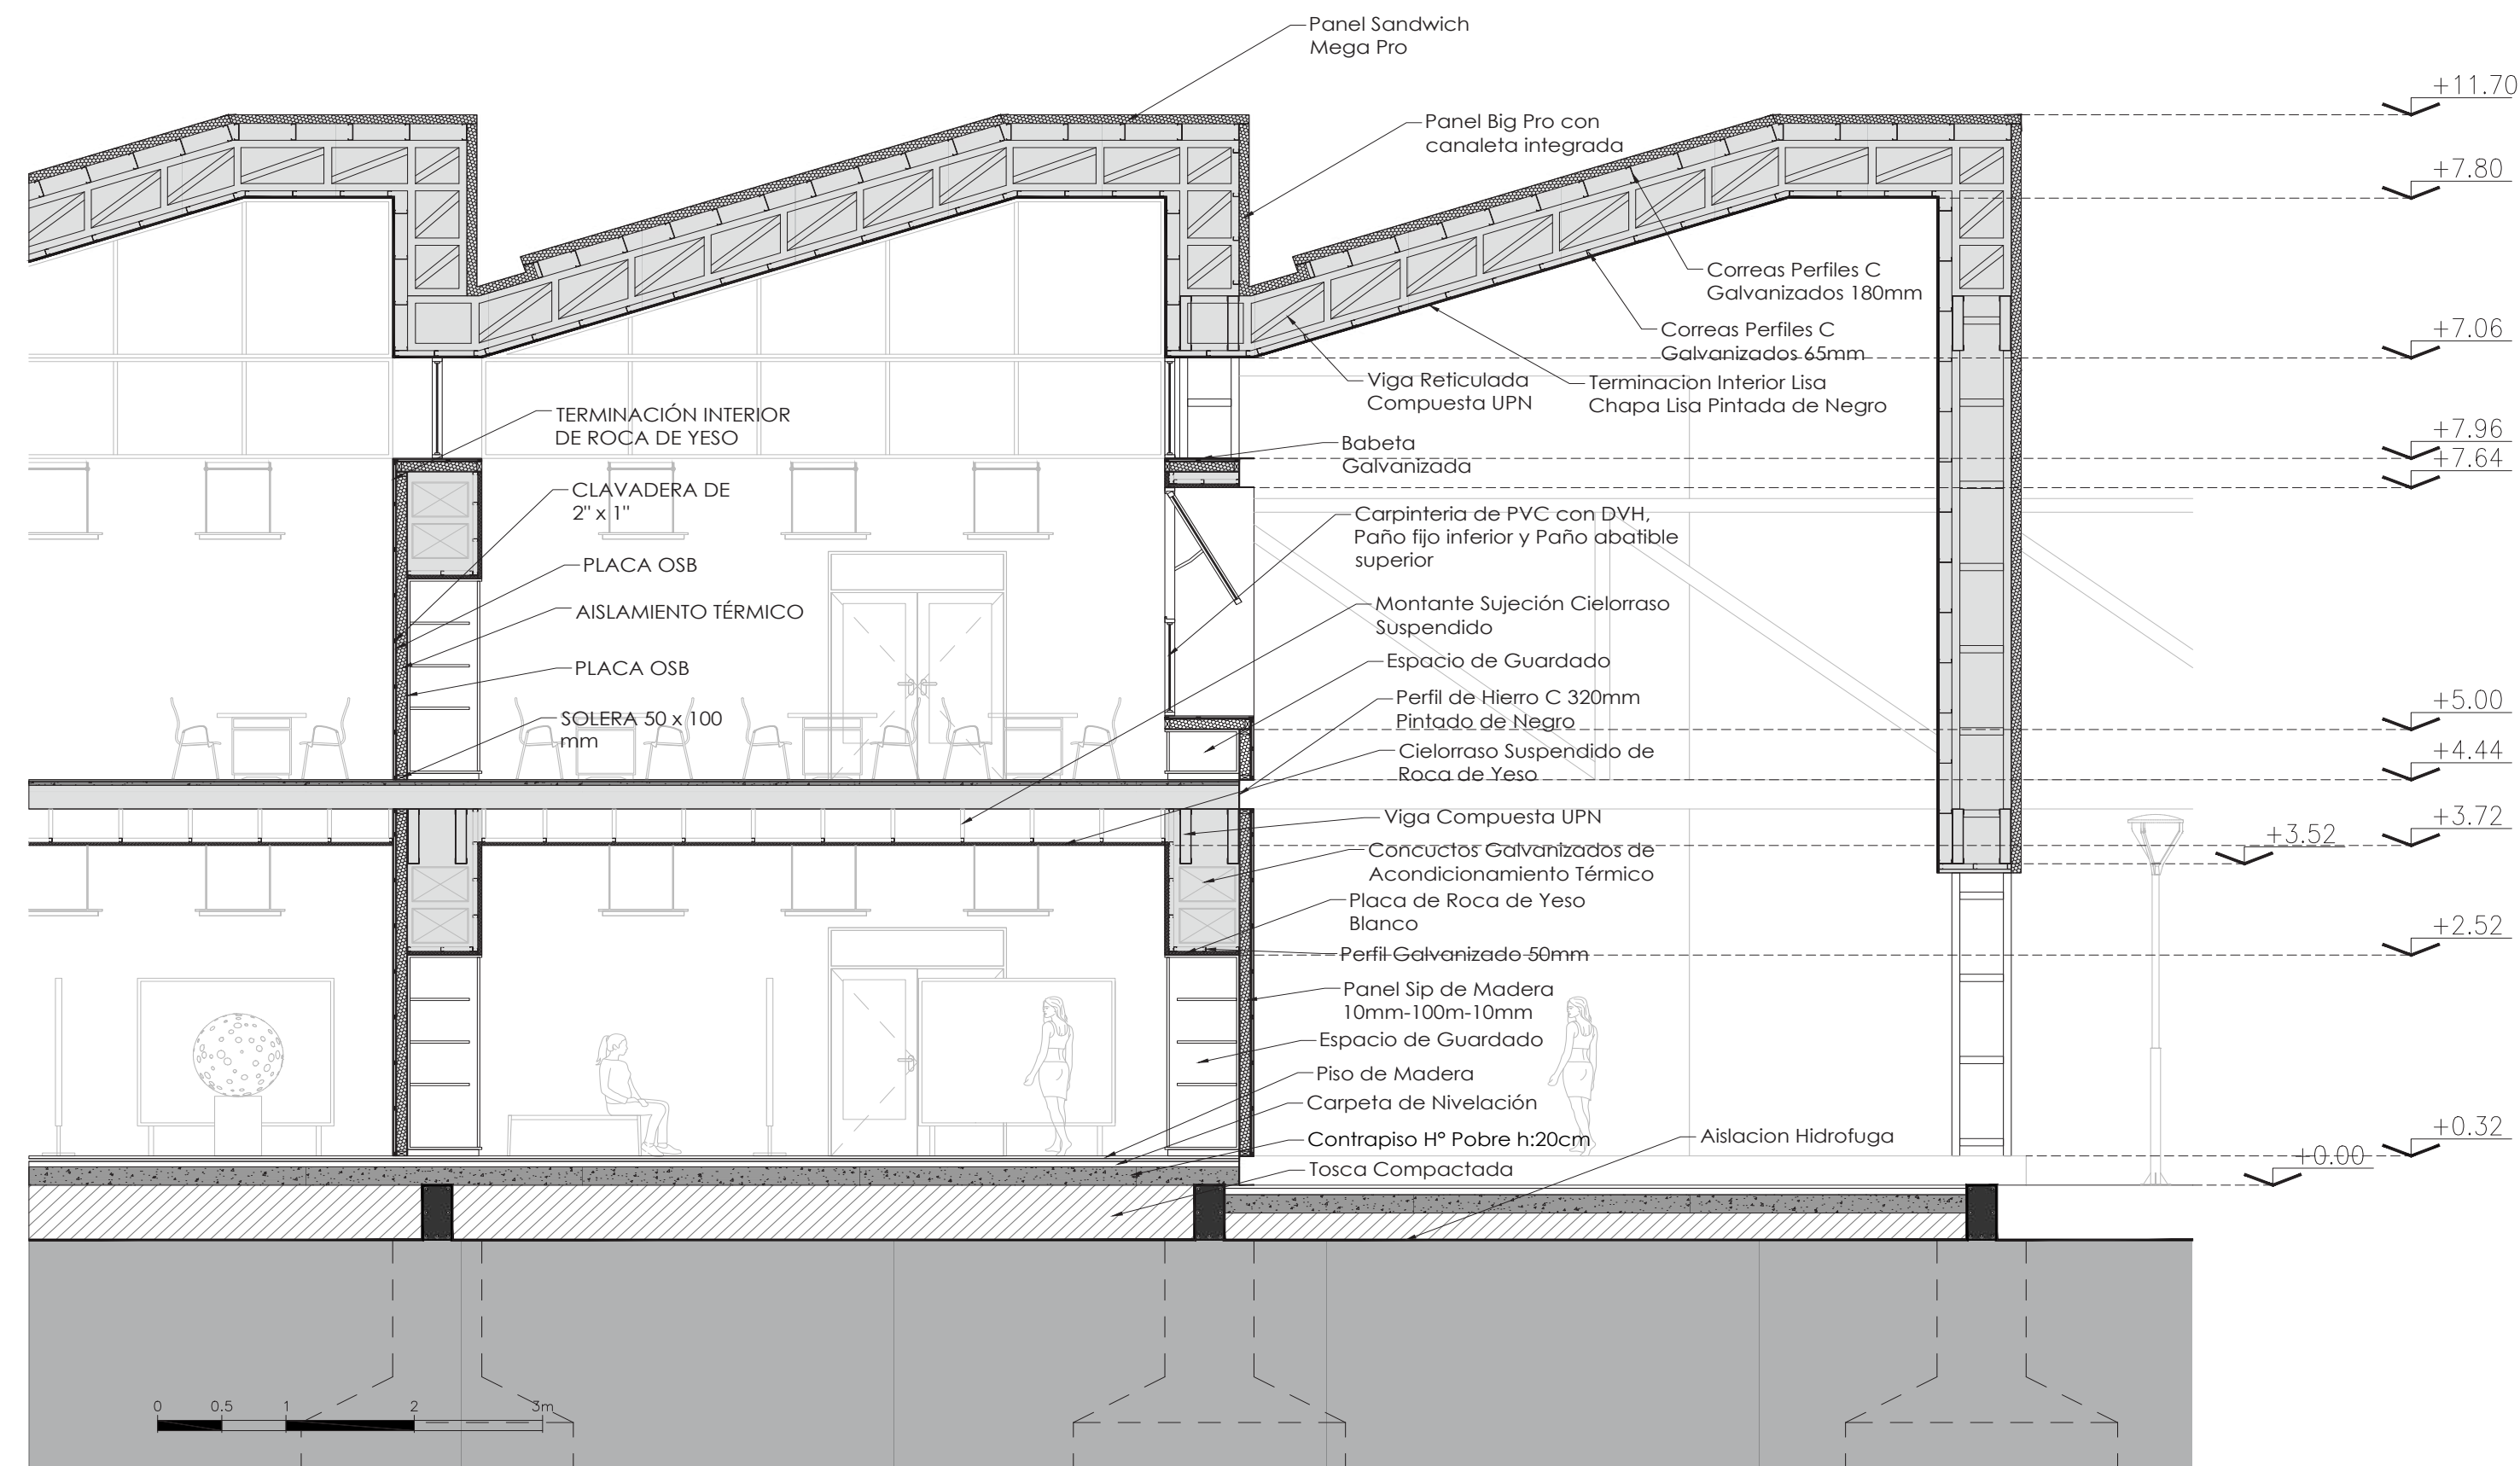 Panel Sandwich
Mega Pro
+11.70
Panel Big Pro con
canaleta integrada
+7.80
Correas Perfiles C
Galvanizados 180mm
Correas Perfiles C
Galvanizados 65mm
+7.06
Viga Reticulada
Compuesta UPN
Terminacion Interior Lisa
Chapa Lisa Pintada de Negro
TERMINACIÓN INTERIOR
DE ROCA DE YESO
Babeta
Galvanizada
+7.96
+7.64
CLAVADERA DE
2" x 1"
Carpinteria de PVC con DVH,
Paño fijo inferior y Paño abatible
superior
PLACA OSB
AISLAMIENTO TÉRMICO
Montante Sujeción Cielorraso
Suspendido
PLACA OSB
Espacio de Guardado
SOLERA 50 x 100
mm
Perfil de Hierro C 320mm
Pintado de Negro
+5.00
Cielorraso Suspendido de
Roca de Yeso
+4.44
Viga Compuesta UPN
+3.72
+3.52
Concuctos Galvanizados de
Acondicionamiento Térmico
Placa de Roca de Yeso
Blanco
+2.52
Perfil Galvanizado 50mm
Panel Sip de Madera
10mm-100m-10mm
Espacio de Guardado
Piso de Madera
Carpeta de Nivelación
Contrapiso Hº Pobre h:20cm
Aislacion Hidrofuga
+0.32
+0.00
Tosca Compactada
0 0.5 1 2 3m